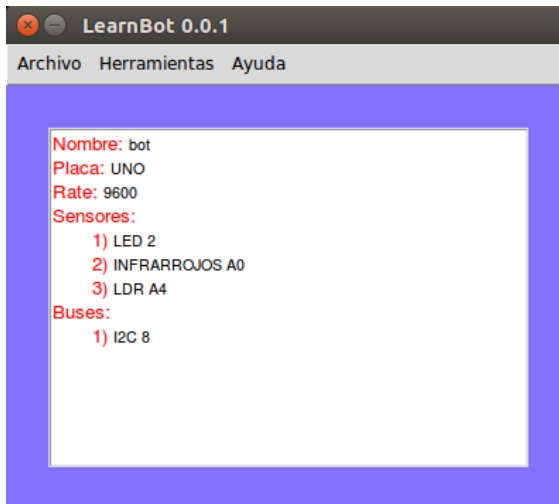 LearnBot 0.0.1
Archivo Herramientas Ayuda
Nombre: bot
Placa: UNO
Rate: 9600
Sensores:
1) LED 2
2) INFRARROJOS A0
3) LDR A4
Buses:
1) I2C 8